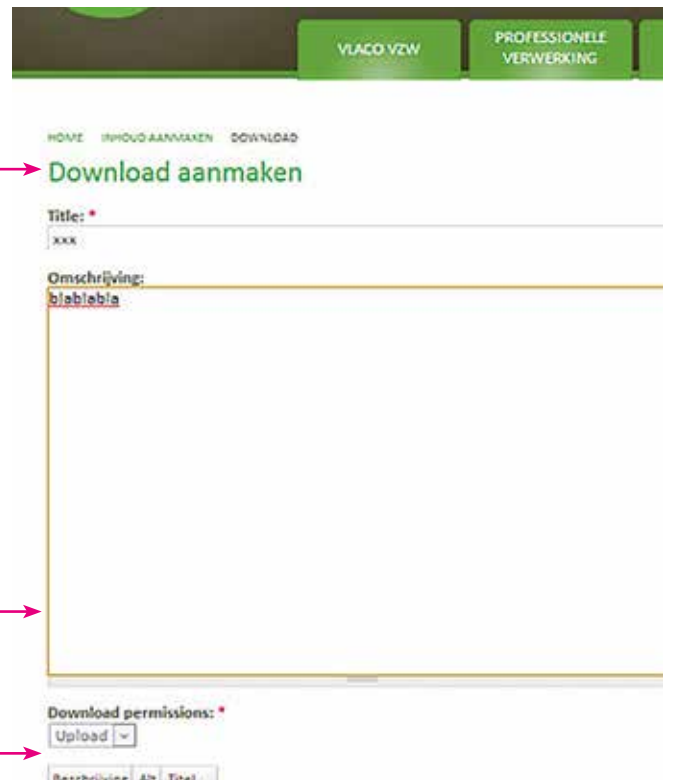 VLACO VZW
PROFESSIONELE
VERWERKING
HOME INHOUD AANMAKEN DOWNLOAD
Download aanmaken
Title: *
xxx
Omschrijving:
blablabla
Download permissions: *
Upload
Beschrijving Alt Titel